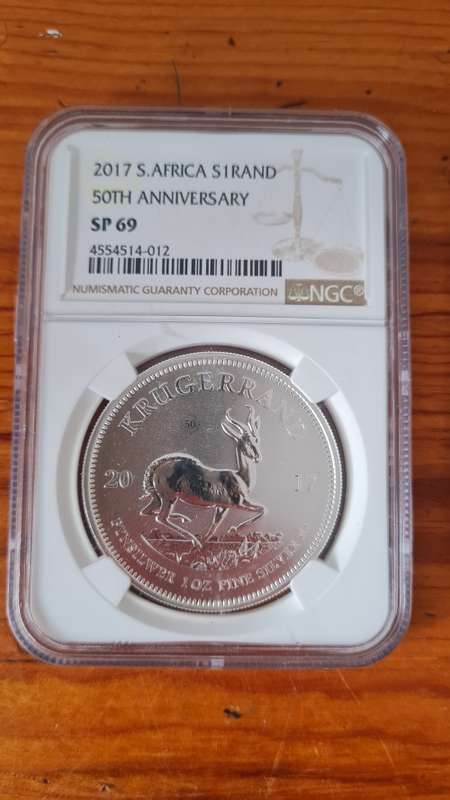 2017 S.AFRICA S1RAND
50TH ANNIVERSARY
SP 69
4554514-012
NUMISMATIC GUARANTY CORPORATION
NGC®
KRUGERRAND
50
20 17
FYNSILWER 1 OZ FINE SILVER